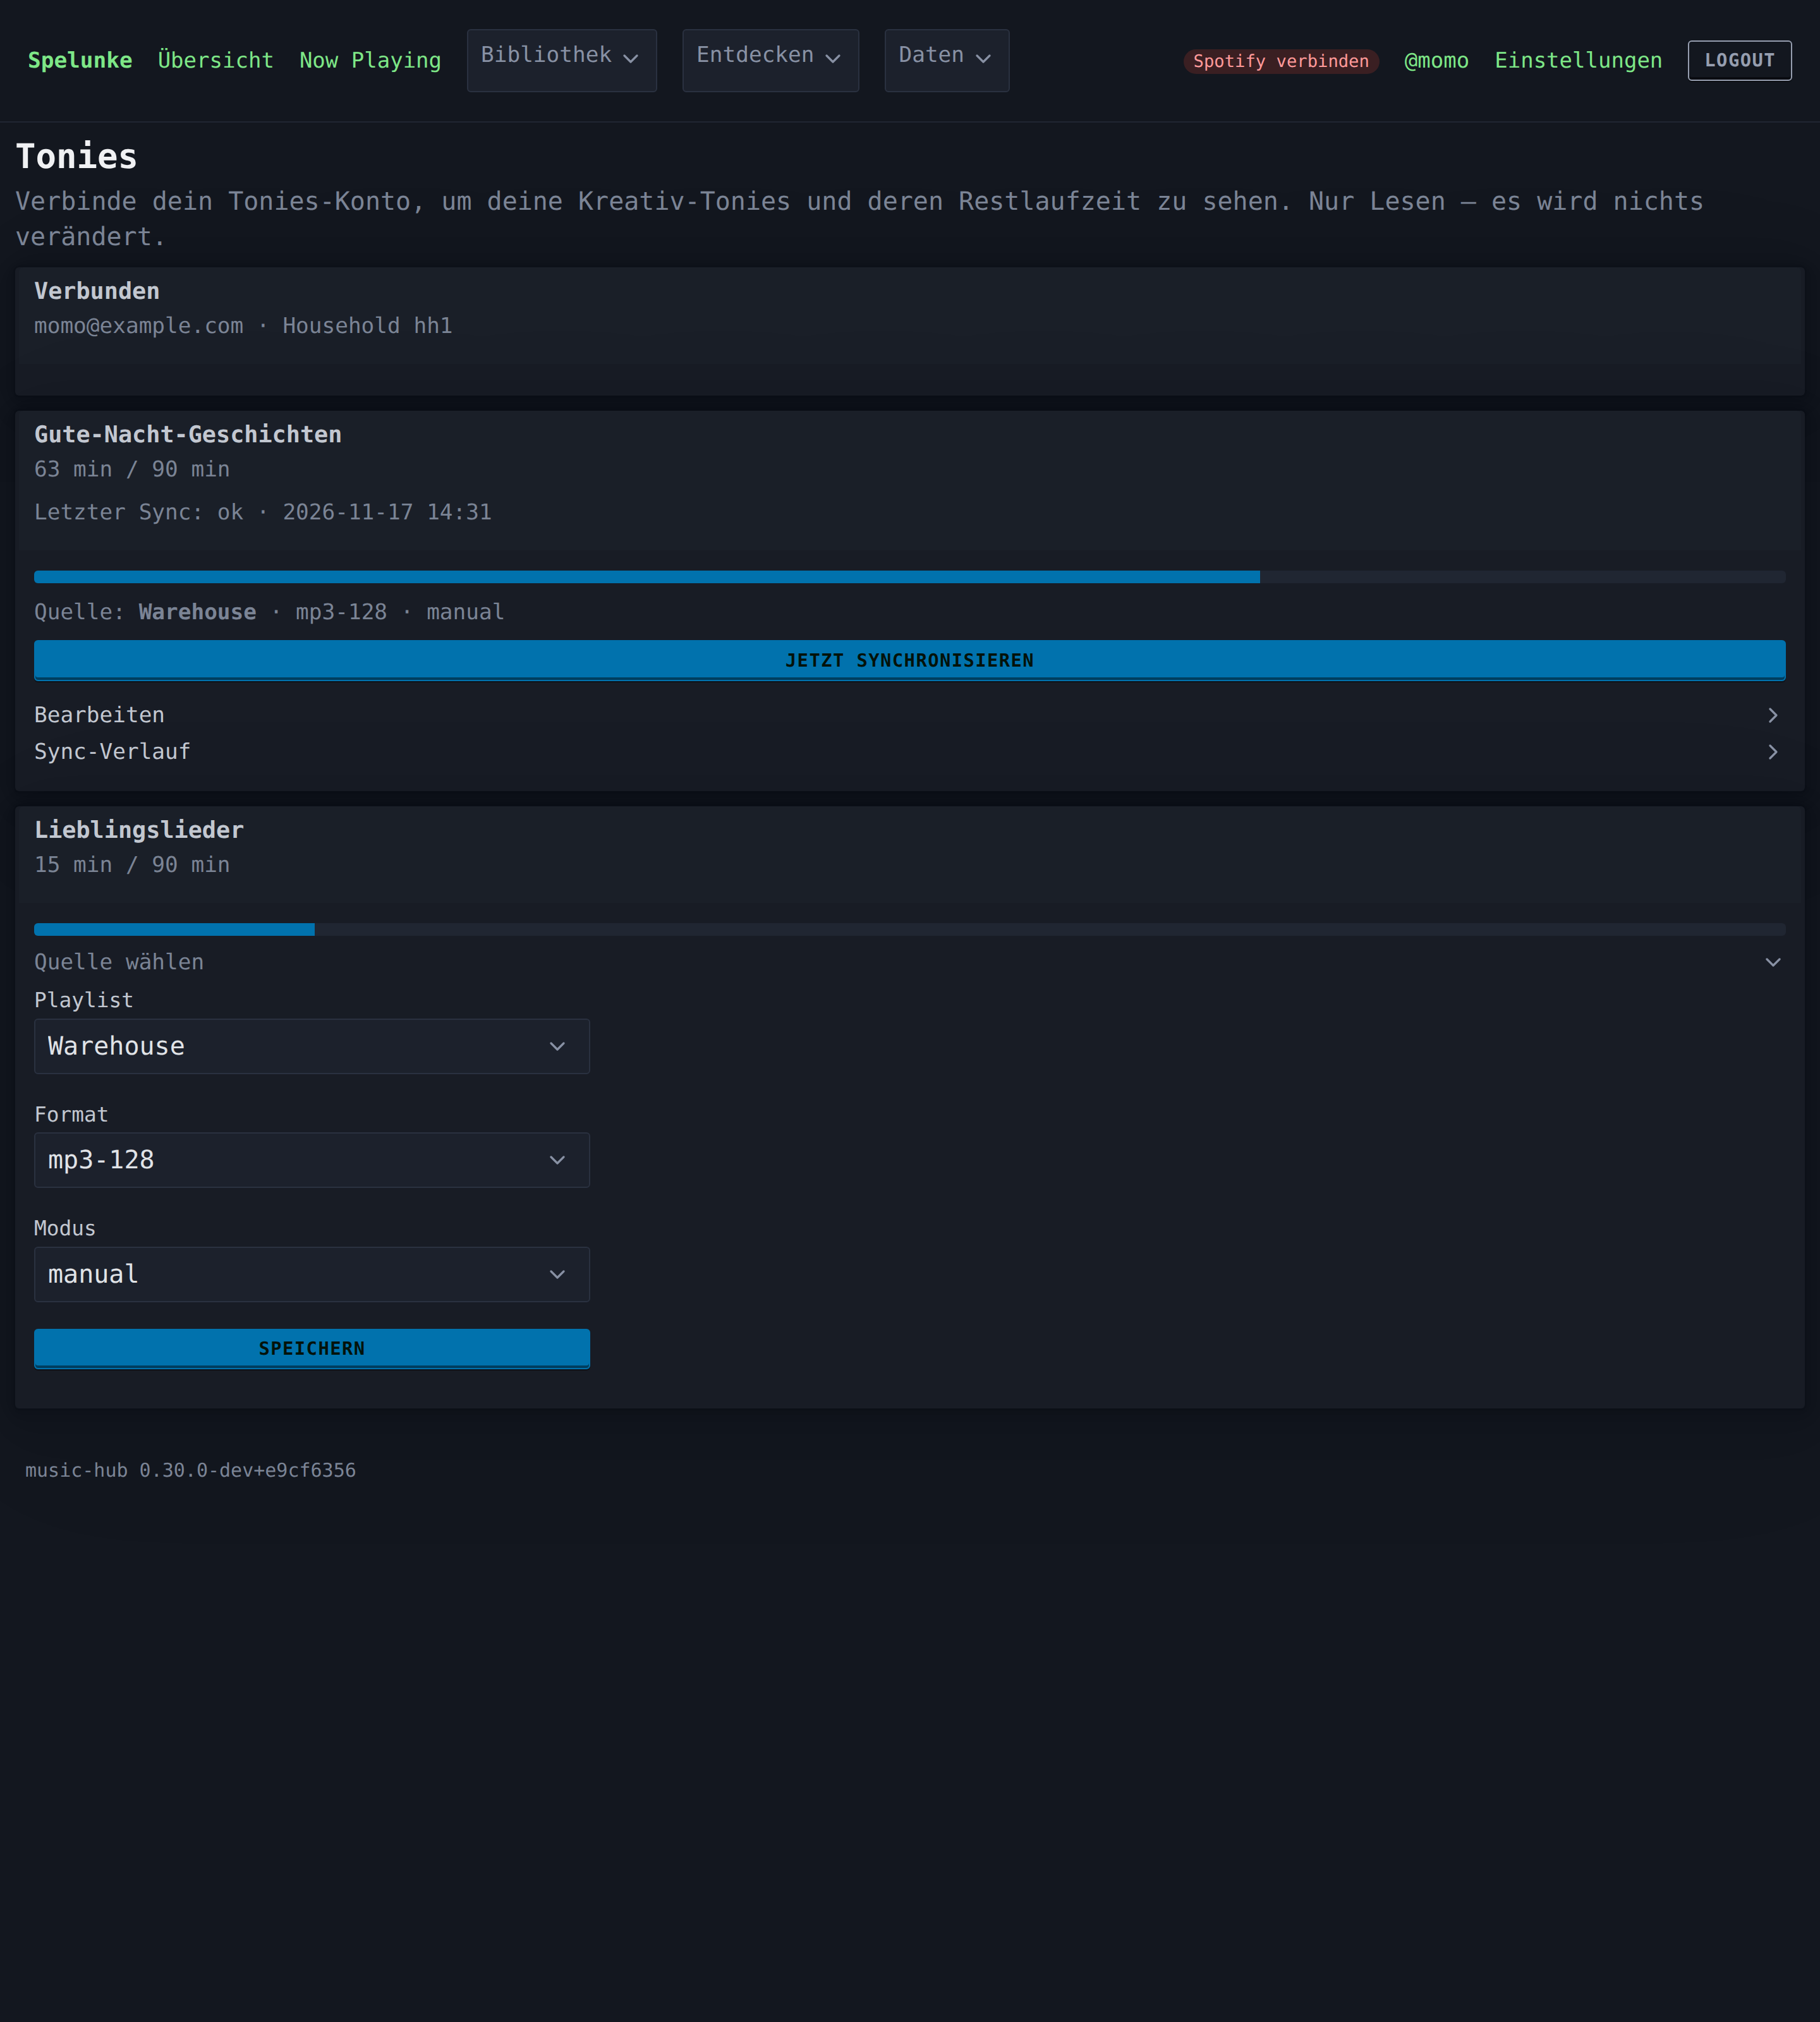 Spelunke Übersicht Now Playing Bibliothek Entdecken Daten Spotify verbinden @momo Einstellungen LOGOUT
Tonies
Verbinde dein Tonies-Konto, um deine Kreativ-Tonies und deren Restlaufzeit zu sehen. Nur Lesen — es wird nichts
verändert.
Verbunden
momo@example.com · Household hh1
Gute-Nacht-Geschichten
63 min / 90 min
Letzter Sync: ok · 2026-11-17 14:31
Quelle: Warehouse · mp3-128 · manual
JETZT SYNCHRONISIEREN
Bearbeiten
Sync-Verlauf
Lieblingslieder
15 min / 90 min
Quelle wählen
Playlist
Warehouse
Format
mp3-128
Modus
manual
SPEICHERN
music-hub 0.30.0-dev+e9cf6356